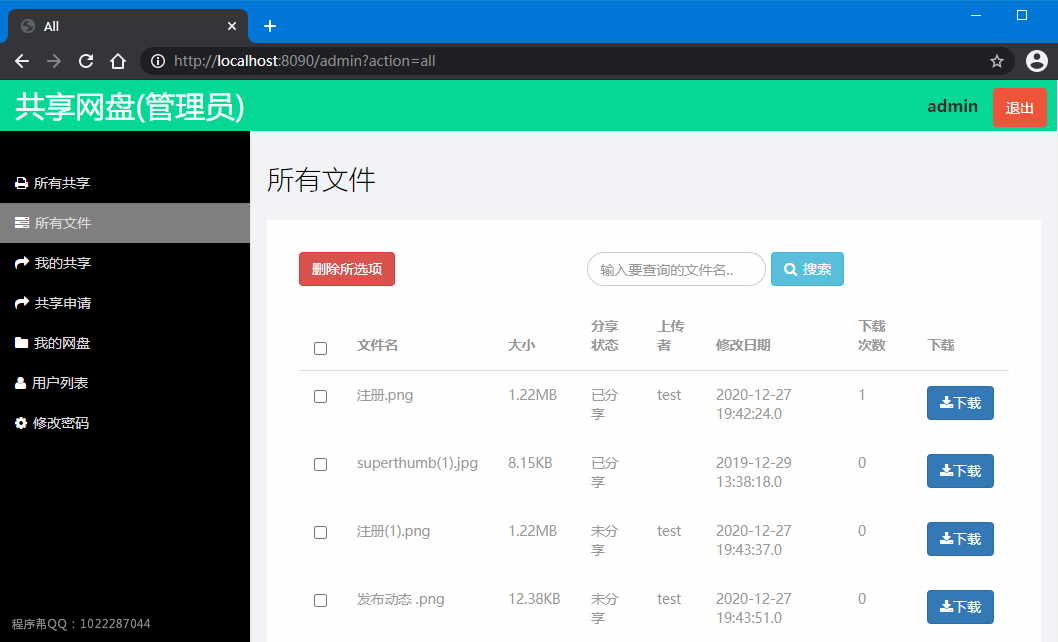 All
http://localhost:8090/admin?action=all
共享网盘(管理员)
admin
退出
所有共享
所有文件
我的共享
共享申请
我的网盘
用户列表
修改密码
程序帮QQ：1022287044
所有文件
删除所选项
输入要查询的文件名..
搜索
文件名 大小 分享状态 上传者 修改日期 下载次数 下载
注册.png 1.22MB 已分享 test 2020-12-27 19:42:24.0 1 下载
superthumb(1).jpg 8.15KB 已分享 2019-12-29 13:38:18.0 0 下载
注册(1).png 1.22MB 未分享 test 2020-12-27 19:43:37.0 0 下载
发布动态 .png 12.38KB 未分享 test 2020-12-27 19:43:51.0 0 下载